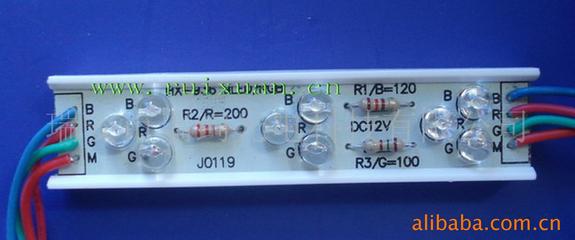 R1/B=120
R2/R=200
DC12V
R3/G=100
J0119
B
R
G
M
B
R
G
B
R
G
B
R
G
B
R
G
M
alibaba.com.cn